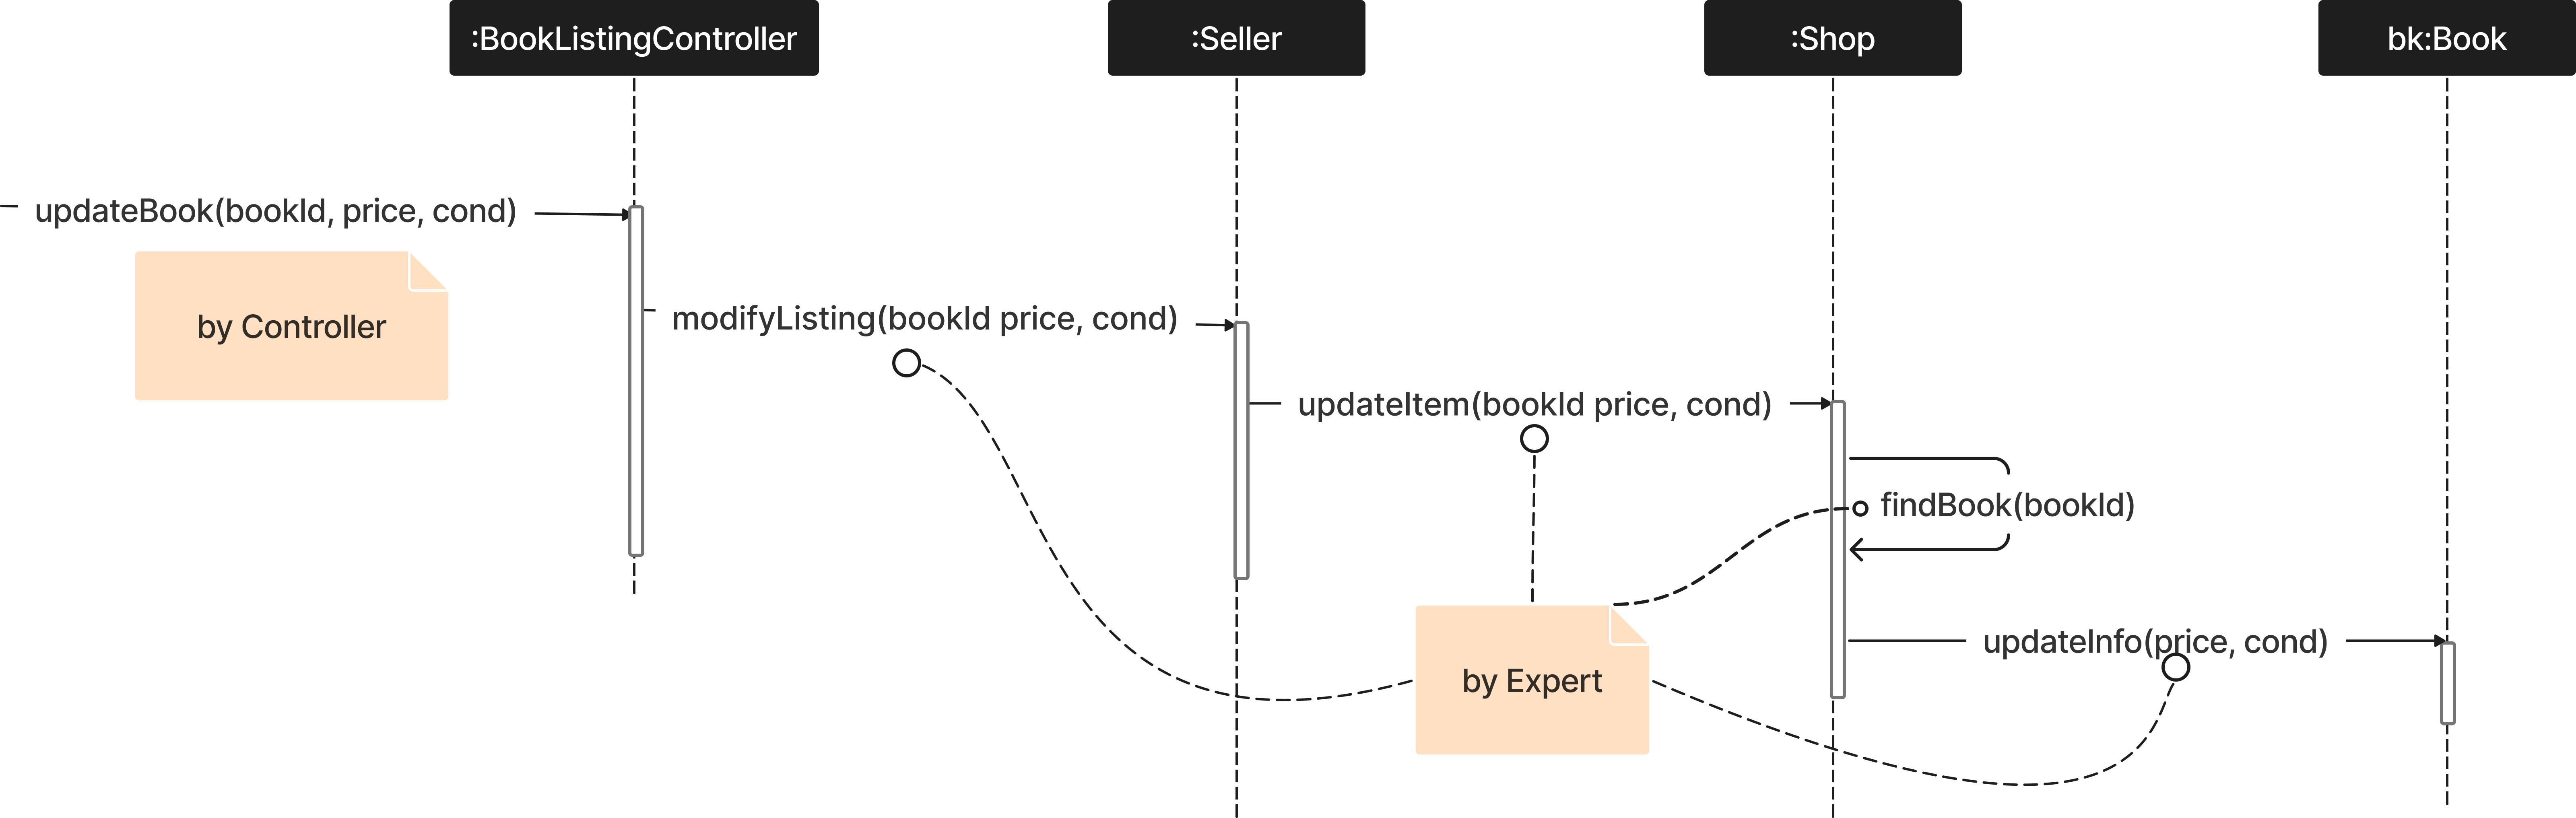 :BookListingController
:Seller
:Shop
bk:Book
updateBook(bookId, price, cond)
by Controller
modifyListing(bookId price, cond)
updateItem(bookId price, cond)
findBook(bookId)
updateInfo(price, cond)
by Expert